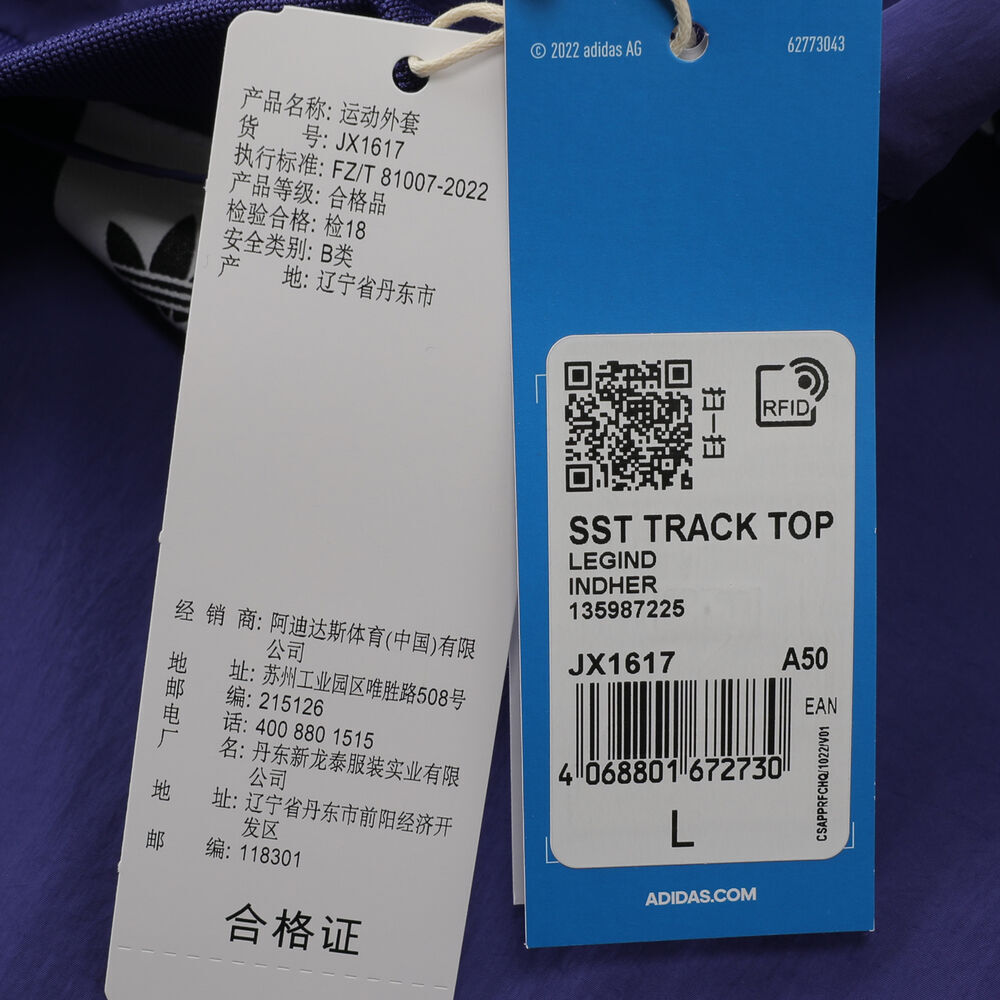 产品名称: 运动外套
货 号: JX1617
执行标准: FZ/T 81007-2022
产品等级: 合格品
检验合格: 检18
安全类别: B类
产 地: 辽宁省丹东市
经 销 商: 阿迪达斯体育(中国)有限
公司
地 址: 苏州工业园区唯胜路508号
邮 编: 215126
电 话: 400 880 1515
厂 名: 丹东新龙泰服装实业有限
公司
地 址: 辽宁省丹东市前阳经济开
发区
邮 编: 118301
合格证
© 2022 adidas AG
62773043
扫一扫
RFID
SST TRACK TOP
LEGIND
INDHER
135987225
JX1617 A50
EAN
4 068801 672730
CSAPPRFCHQ/1022/V01
L
ADIDAS.COM